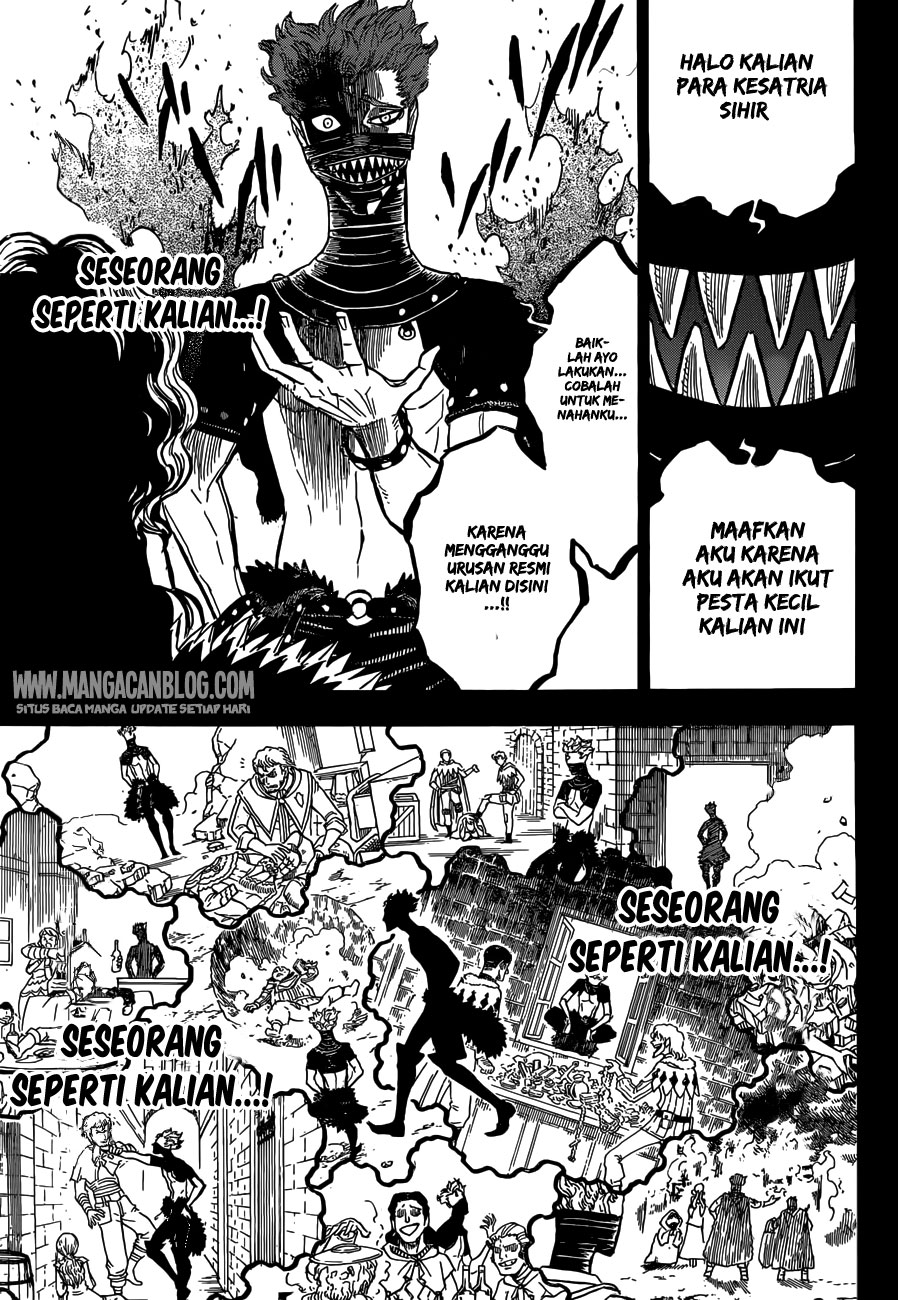 HALO KALIAN
PARA KESATRIA
SIHIR
MAAFKAN
AKU KARENA
AKU AKAN IKUT
PESTA KECIL
KALIAN INI
BAIK-
LAH AYO
LAKUKAN...
COBALAH
UNTUK ME-
NAHANKU...
KARENA
MENGGANGGU
URUSAN RESMI
KALIAN DISINI
...!!
SESEORANG
SEPERTI KALIAN...!
WWW.MANGACANBLOG.COM
SITUS BACA MANGA UPDATE SETIAP HARI
SESEORANG
SEPERTI KALIAN...!
SESEORANG
SEPERTI KALIAN...!